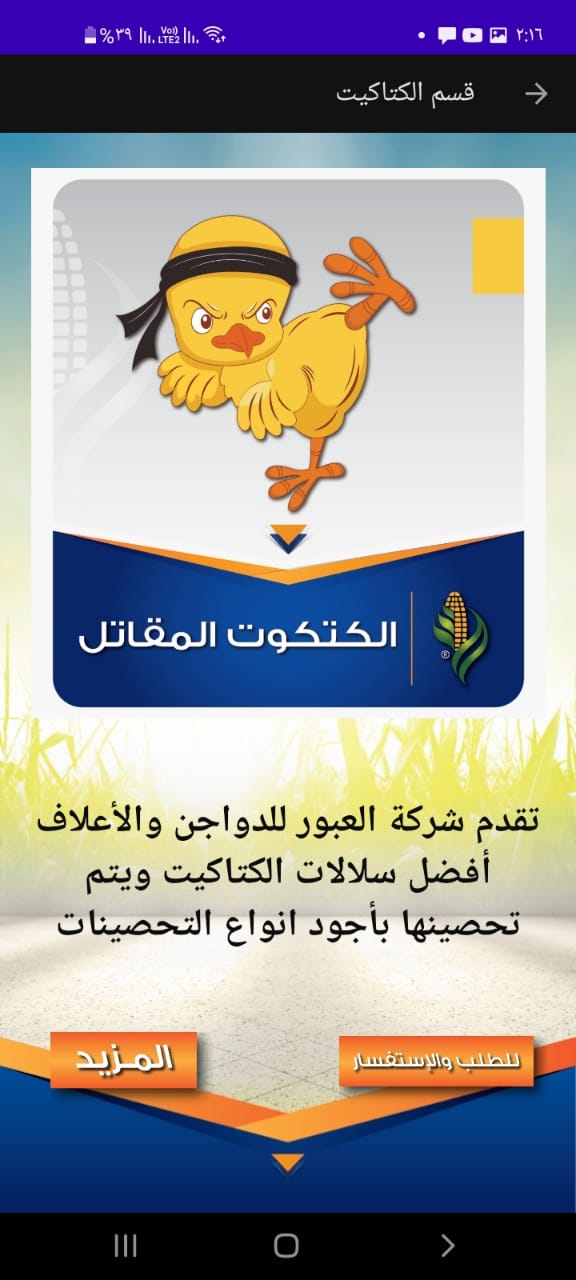 ٢:١٦
%٣٩
Vo))
LTE2
قسم الكتاكيت
الكتكوت المقاتل
®
تقدم شركة العبور للدواجن والأعلاف
أفضل سلالات الكتاكيت ويتم
تحصينها بأجود انواع التحصينات
للطلب والإستفسار
المـزيد